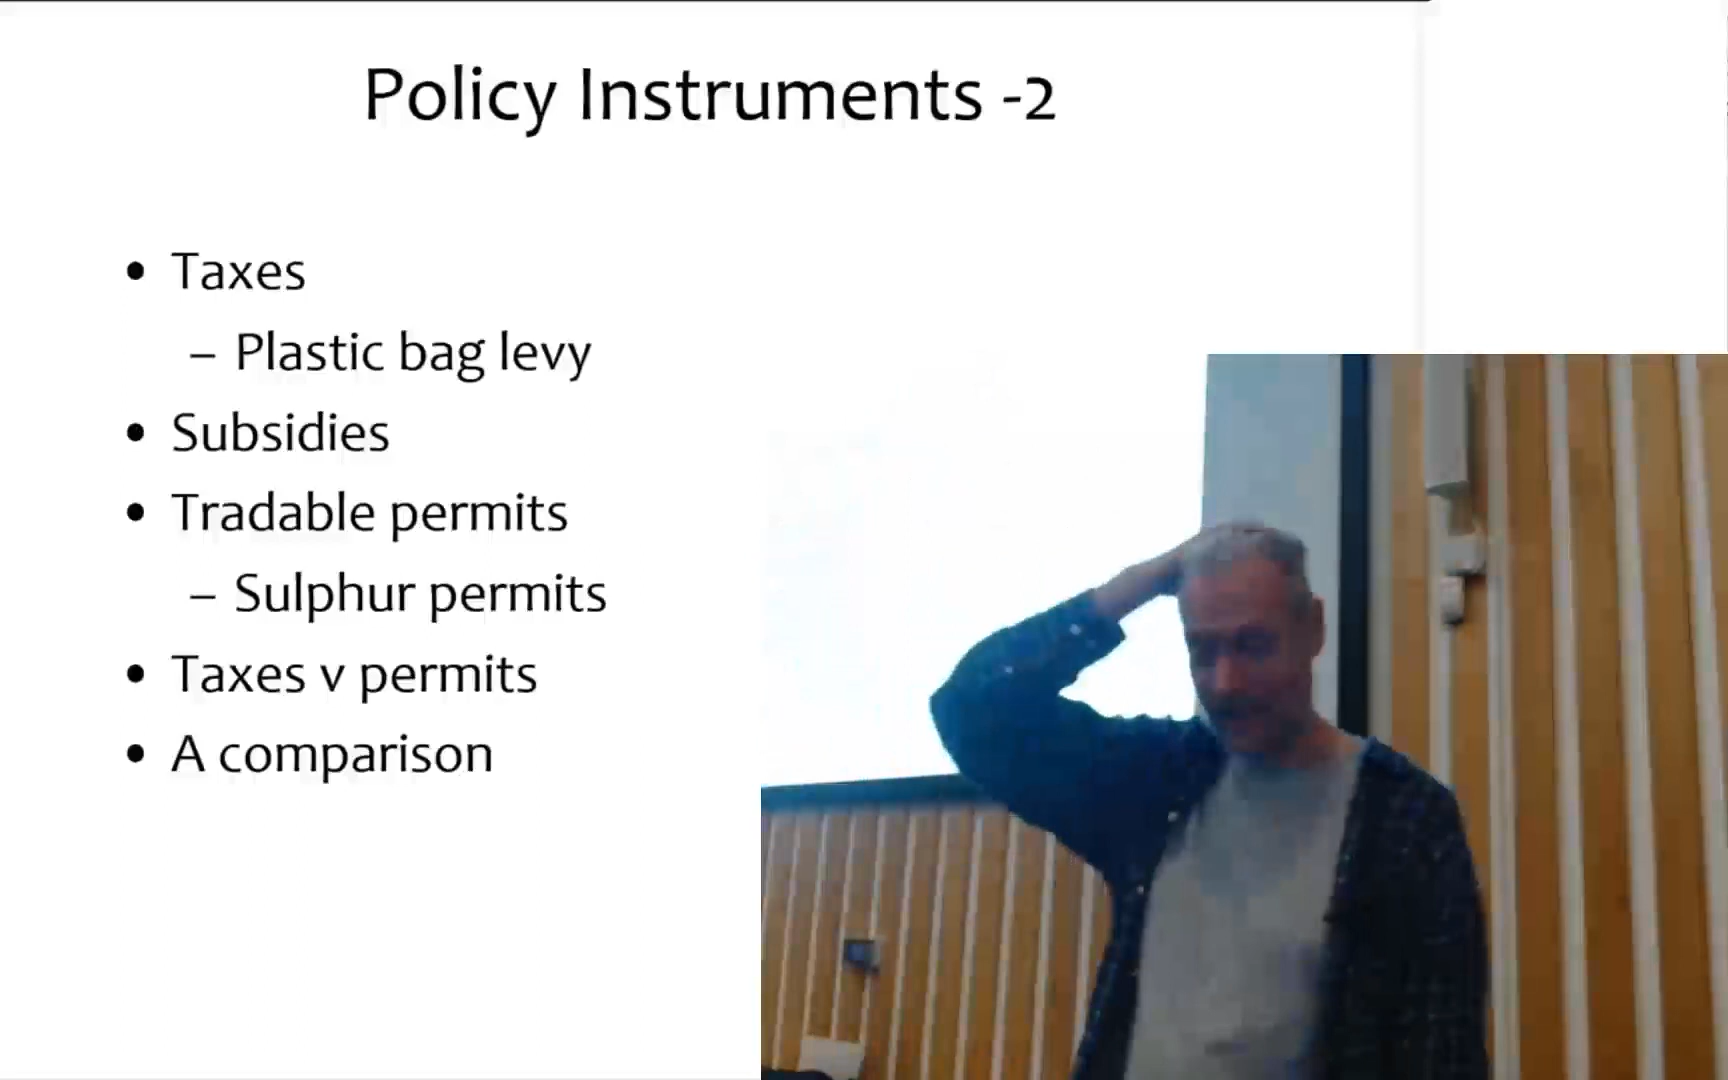 Policy Instruments -2
• Taxes
– Plastic bag levy
• Subsidies
• Tradable permits
– Sulphur permits
• Taxes v permits
• A comparison